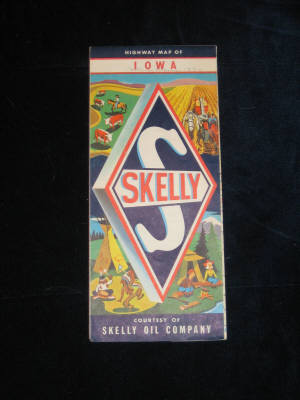 HIGHWAY MAP OF
IOWA
S
SKELLY
COURTESY OF
SKELLY OIL COMPANY